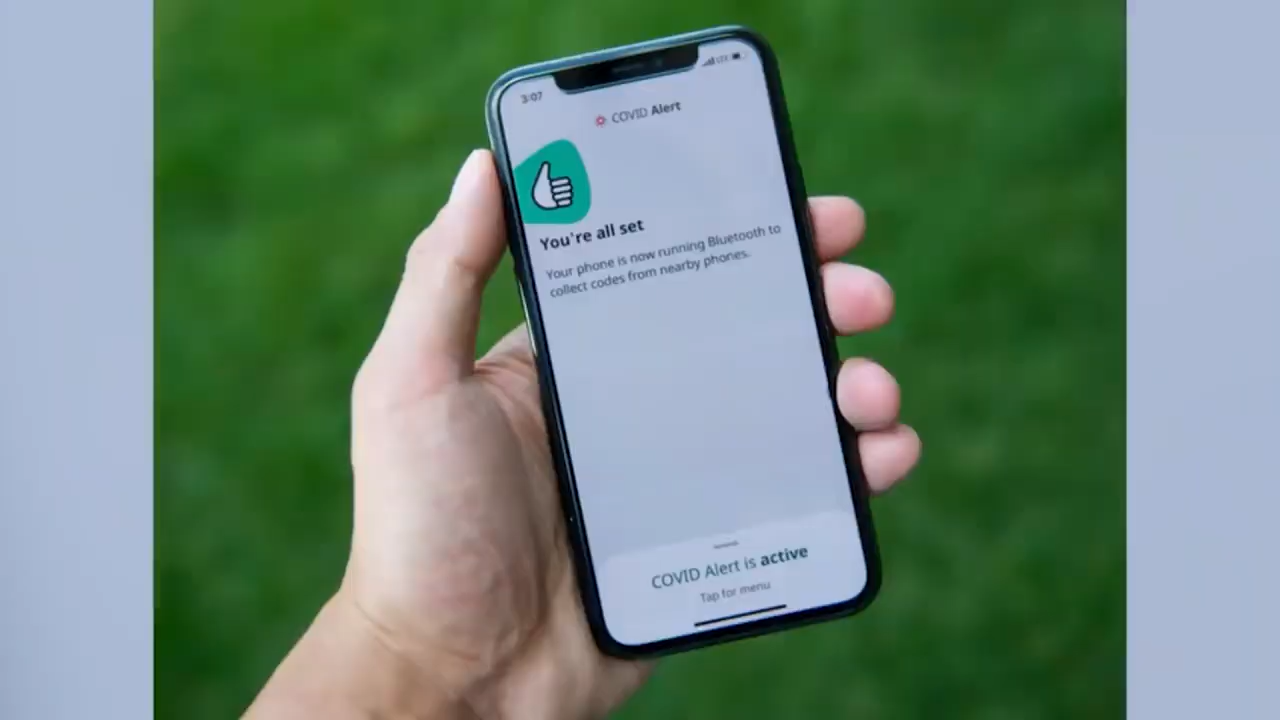 3:07
LTE
COVID Alert
You're all set
Your phone is now running Bluetooth to
collect codes from nearby phones.
COVID Alert is active
Tap for menu